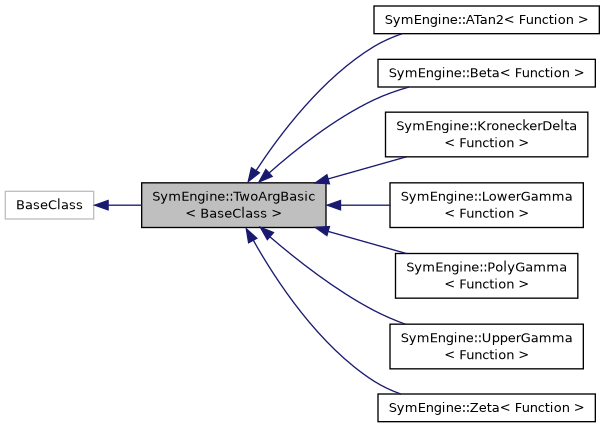 SymEngine::ATan2< Function >
SymEngine::Beta< Function >
SymEngine::KroneckerDelta
< Function >
SymEngine::TwoArgBasic
< BaseClass >
BaseClass
SymEngine::LowerGamma
< Function >
SymEngine::PolyGamma
< Function >
SymEngine::UpperGamma
< Function >
SymEngine::Zeta< Function >